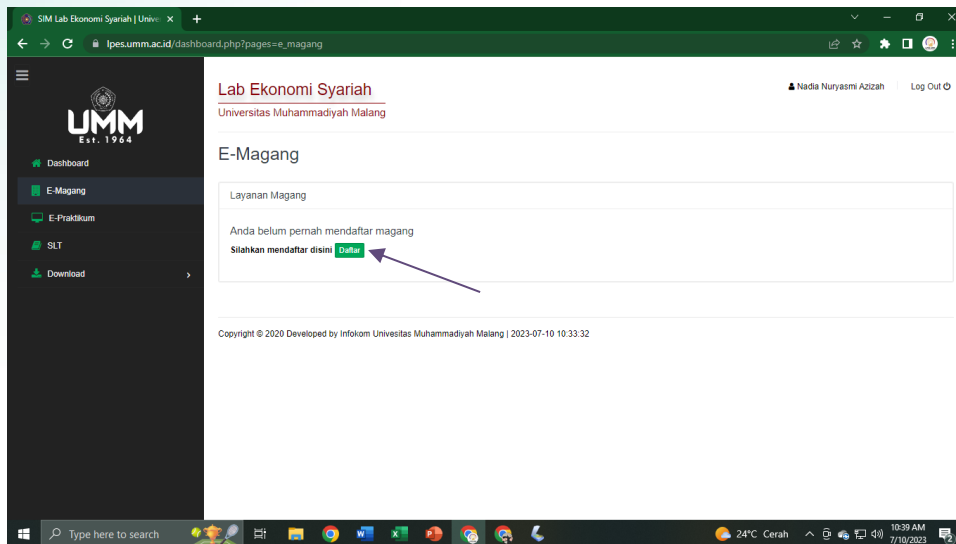 SIM Lab Ekonomi Syariah | Unive
lpes.umm.ac.id/dashboard.php?pages=e_magang
UMM
Est. 1964
Dashboard
E-Magang
E-Praktikum
SLT
Download
Lab Ekonomi Syariah
Universitas Muhammadiyah Malang
Nadia Nuryasmi Azizah Log Out
E-Magang
Layanan Magang
Anda belum pernah mendaftar magang
Silahkan mendaftar disini Daftar
Copyright © 2020 Developed by Infokom Univesitas Muhammadiyah Malang | 2023-07-10 10:33:32
Type here to search
24°C Cerah
10:39 AM
7/10/2023
2